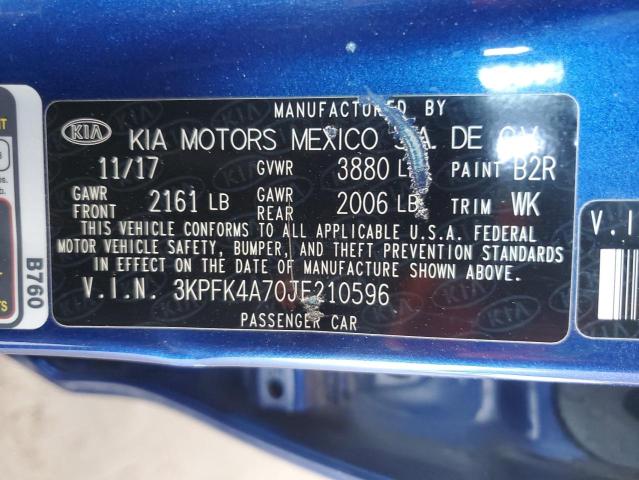 MANUFACTURED BY
KIA KIA MOTORS MEXICO S.A. DE C.V.
11/17 GVWR 3880 PAINT B2R
GAWR FRONT 2161 LB GAWR REAR 2006 LB TRIM WK
THIS VEHICLE CONFORMS TO ALL APPLICABLE U.S.A. FEDERAL
MOTOR VEHICLE SAFETY, BUMPER, AND THEFT PREVENTION STANDARDS
IN EFFECT ON THE DATE OF MANUFACTURE SHOWN ABOVE.
V.I.N. 3KPFK4A70JE210596
PASSENGER CAR
B760
V.I.